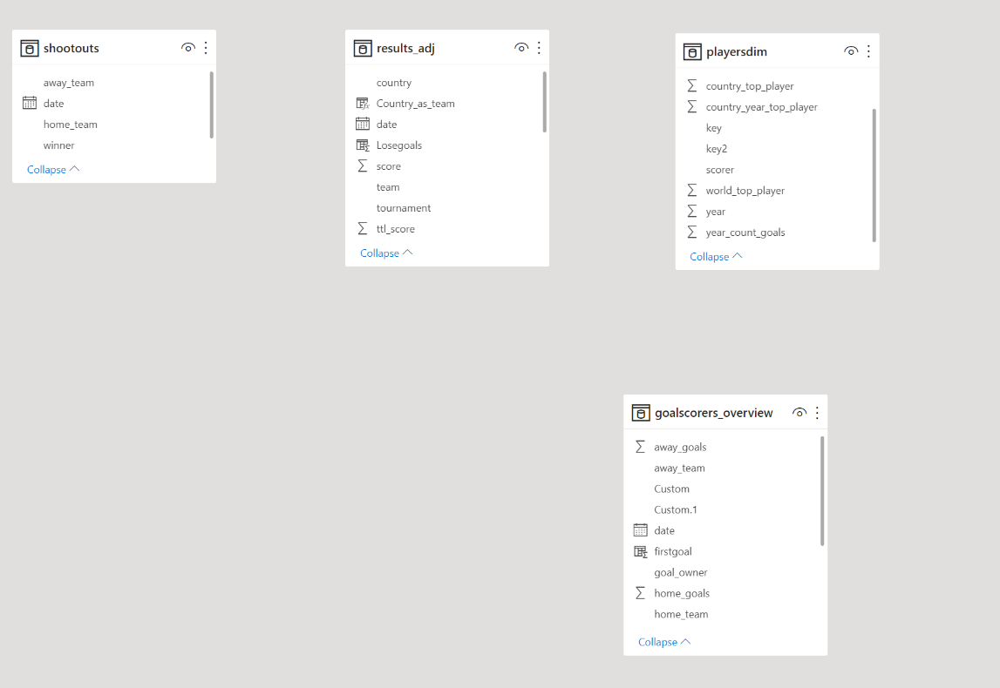 shootouts
away_team
date
home_team
winner
Collapse
results_adj
country
Country_as_team
date
Losegoals
score
team
tournament
ttl_score
Collapse
playersdim
country_top_player
country_year_top_player
key
key2
scorer
world_top_player
year
year_count_goals
Collapse
goalscorers_overview
away_goals
away_team
Custom
Custom.1
date
firstgoal
goal_owner
home_goals
home_team
Collapse